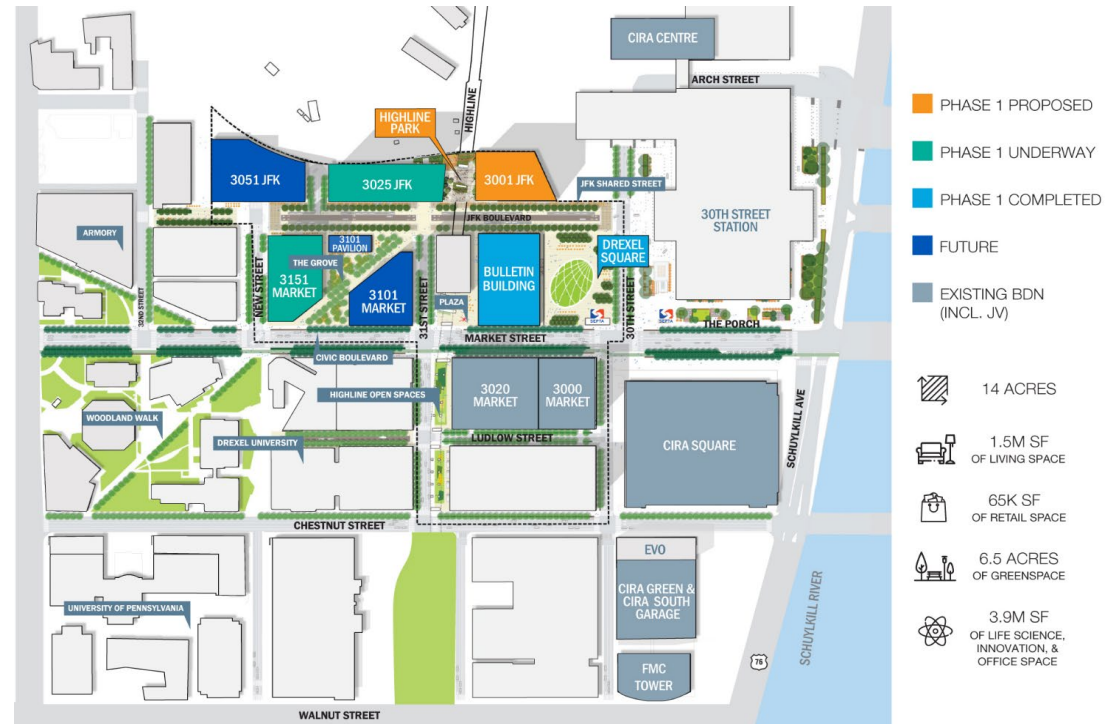 CIRA CENTRE
ARCH STREET
HIGHLINE
HIGHLINE
PARK
3051 JFK
3025 JFK
3001 JFK
JFK SHARED STREET
JFK BOULEVARD
30TH STREET
STATION
ARMORY
3101
PAVILION
THE GROVE
DREXEL
SQUARE
NEW STREET
3151
MARKET
3101
MARKET
31ST STREET
BULLETIN
BUILDING
PLAZA
30TH STREET
32ND STREET
SEPTA
SEPTA
THE PORCH
MARKET STREET
CIVIC BOULEVARD
HIGHLINE OPEN SPACES
3020
MARKET
3000
MARKET
WOODLAND WALK
DREXEL UNIVERSITY
LUDLOW STREET
CIRA SQUARE
SCHUYLKILL AVE
CHESTNUT STREET
EVO
CIRA GREEN &
CIRA SOUTH
GARAGE
UNIVERSITY OF PENNSYLVANIA
FMC
TOWER
76
SCHUYLKILL RIVER
WALNUT STREET
PHASE 1 PROPOSED
PHASE 1 UNDERWAY
PHASE 1 COMPLETED
FUTURE
EXISTING BDN
(INCL. JV)
14 ACRES
1.5M SF
OF LIVING SPACE
65K SF
OF RETAIL SPACE
6.5 ACRES
OF GREENSPACE
3.9M SF
OF LIFE SCIENCE,
INNOVATION, &
OFFICE SPACE